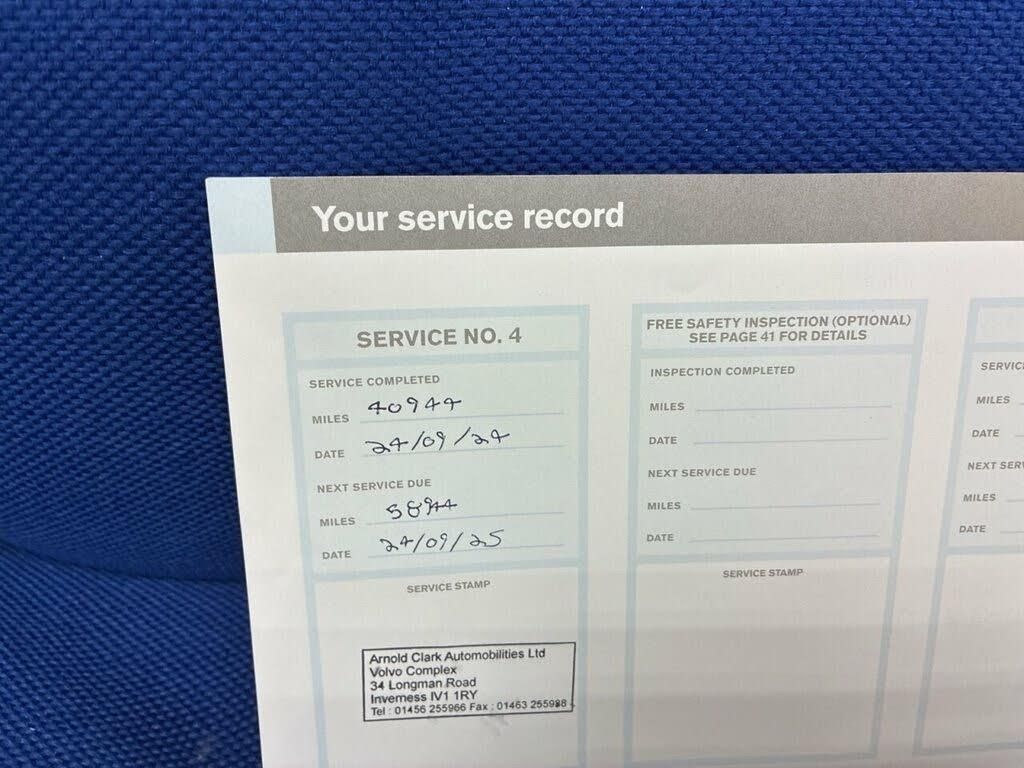 Your service record
SERVICE NO. 4
SERVICE COMPLETED
MILES 40944
DATE 24/09/24
NEXT SERVICE DUE
MILES 58944
DATE 24/09/25
SERVICE STAMP
Arnold Clark Automobilities Ltd
Volvo Complex
34 Longman Road
Inverness IV1 1RY
Tel : 01456 255966 Fax : 01463 255988
FREE SAFETY INSPECTION (OPTIONAL)
SEE PAGE 41 FOR DETAILS
INSPECTION COMPLETED
MILES
DATE
NEXT SERVICE DUE
MILES
DATE
SERVICE STAMP
MILES
DATE
NEXT
MILES
DATE